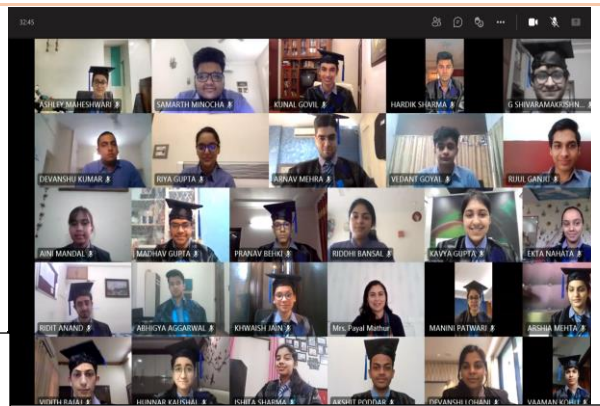 32:45
ASHLEY MAHESHWARI SAMARTH MINOCHA KUNAL GOVIL HARDIK SHARMA G SHIVARAMAKRISHN...
DEVANSHU KUMAR RIYA GUPTA ARNAV MEHRA VEDANT GOYAL RIJUL GANJU
AINI MANDAL MADHAV GUPTA PRANAV BEHKI RIDDHI BANSAL KAVYA GUPTA EKTA NAHATA
RIDIT ANAND ABHIGYA AGGARWAL KHWAISH JAIN Mrs. Payal Mathur MANINI PATWARI ARSHIA MEHTA
VIDITH BAJAJ HUNNAR KAUSHAL ISHITA SHARMA AKSHIT PODDAR DEVANSHI LOHANI VAAMAN KOHLI